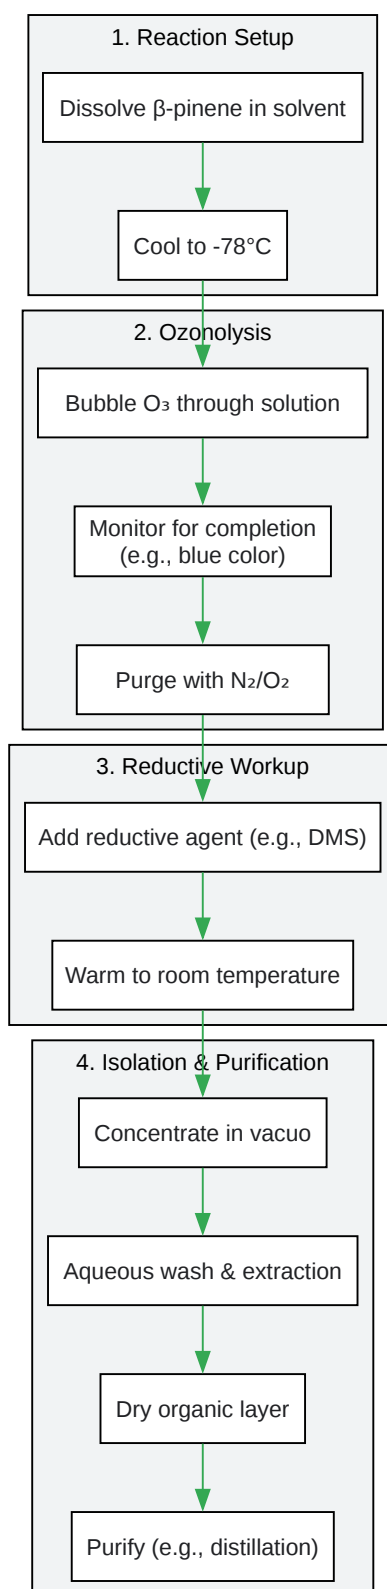 1. Reaction Setup
Dissolve β-pinene in solvent
Cool to -78°C
2. Ozonolysis
Bubble O₃ through solution
Monitor for completion
(e.g., blue color)
Purge with N₂/O₂
3. Reductive Workup
Add reductive agent (e.g., DMS)
Warm to room temperature
4. Isolation & Purification
Concentrate in vacuo
Aqueous wash & extraction
Dry organic layer
Purify (e.g., distillation)